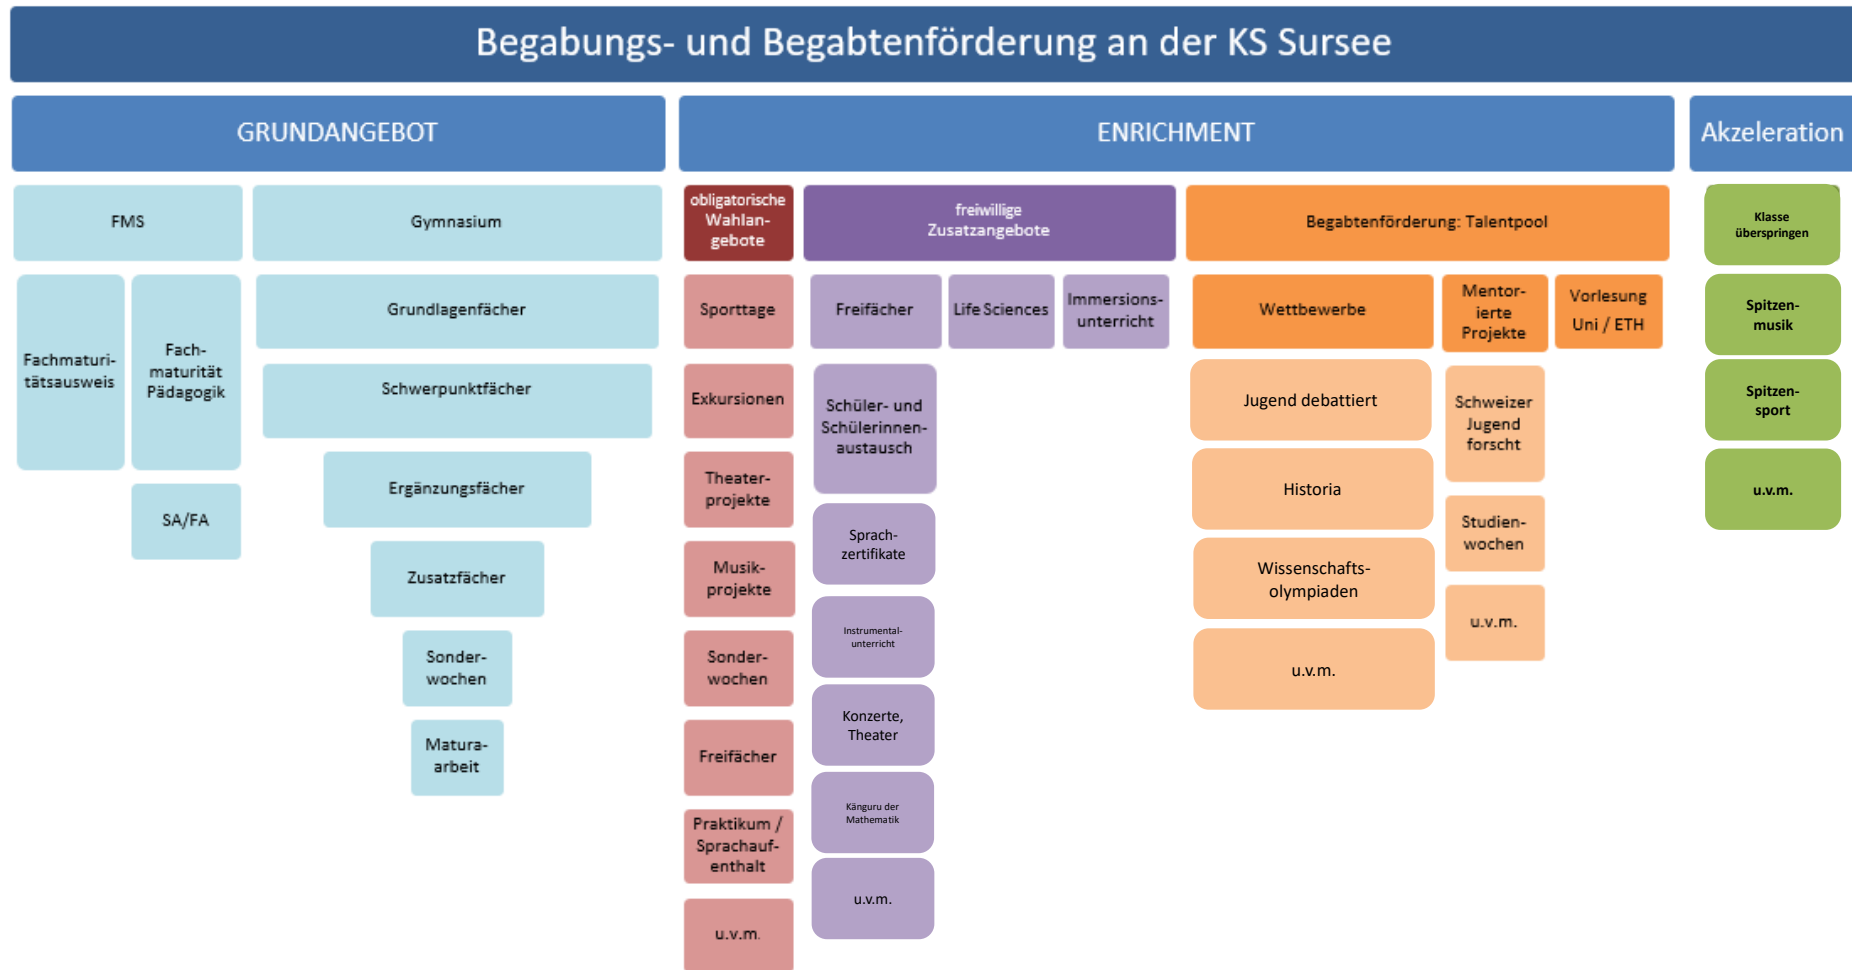 Begabungs- und Begabtenförderung an der KS Sursee
GRUNDANGEBOT
ENRICHMENT
Akzeleration
FMS
Gymnasium
obligatorische
Wahlan-
gebote
freiwillige
Zusatzangebote
Begabtenförderung: Talentpool
Klasse
überspringen
Fachmaturi-
tätsausweis
Fach-
maturität
Pädagogik
SA/FA
Grundlagenfächer
Schwerpunktfächer
Ergänzungsfächer
Zusatzfächer
Sonder-
wochen
Matura-
arbeit
Sporttage
Exkursionen
Theater-
projekte
Musik-
projekte
Sonder-
wochen
Freifächer
Praktikum /
Sprachauf-
enthalt
u.v.m.
Freifächer
Life Sciences
Immersions-
unterricht
Schüler- und
Schülerinnen-
austausch
Sprach-
zertifikate
Instrumental-
unterricht
Konzerte,
Theater
Känguru der
Mathematik
u.v.m.
Wettbewerbe
Mentor-
ierte
Projekte
Vorlesung
Uni / ETH
Jugend debattiert
Historia
Wissenschafts-
olympiaden
u.v.m.
Schweizer
Jugend
forscht
Studien-
wochen
u.v.m.
Spitzen-
musik
Spitzen-
sport
u.v.m.